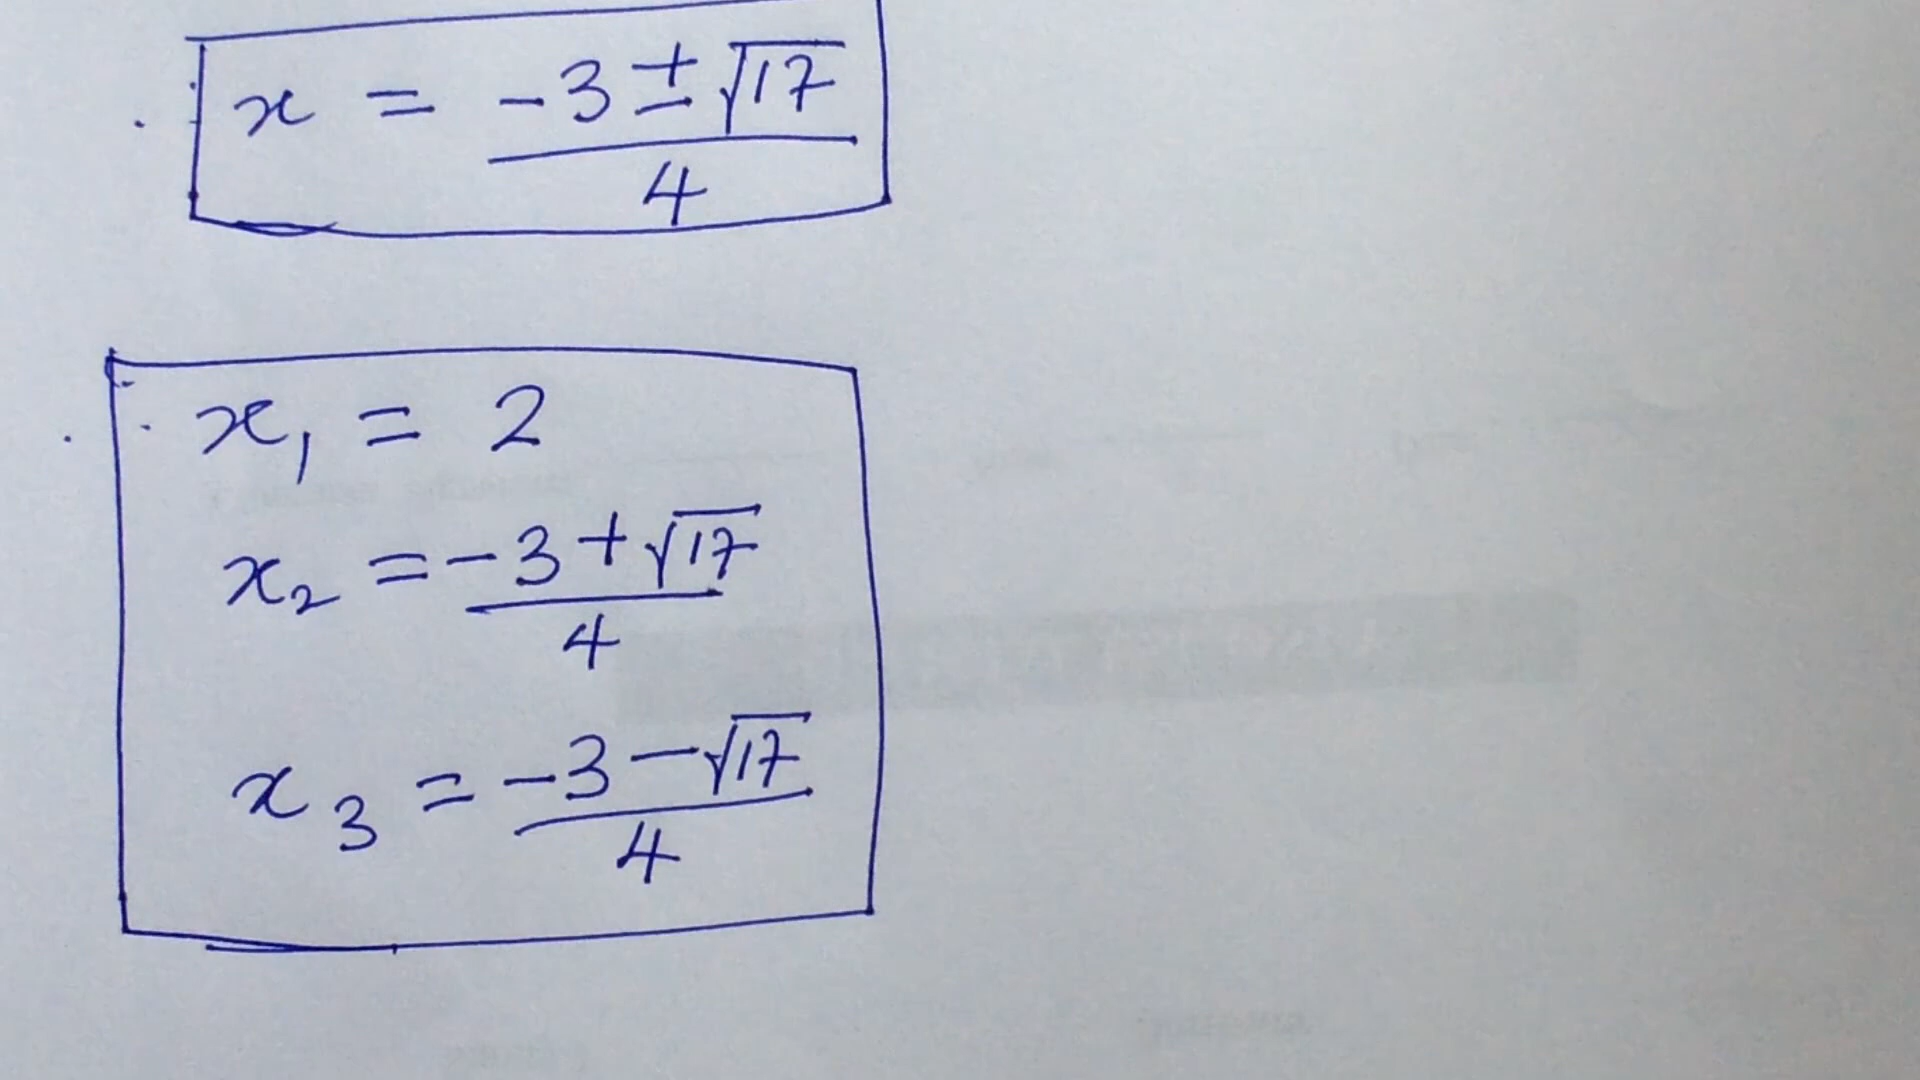 ∴ x = (-3 ± √17)/4
∴ x₁ = 2
x₂ = (-3 + √17)/4
x₃ = (-3 - √17)/4